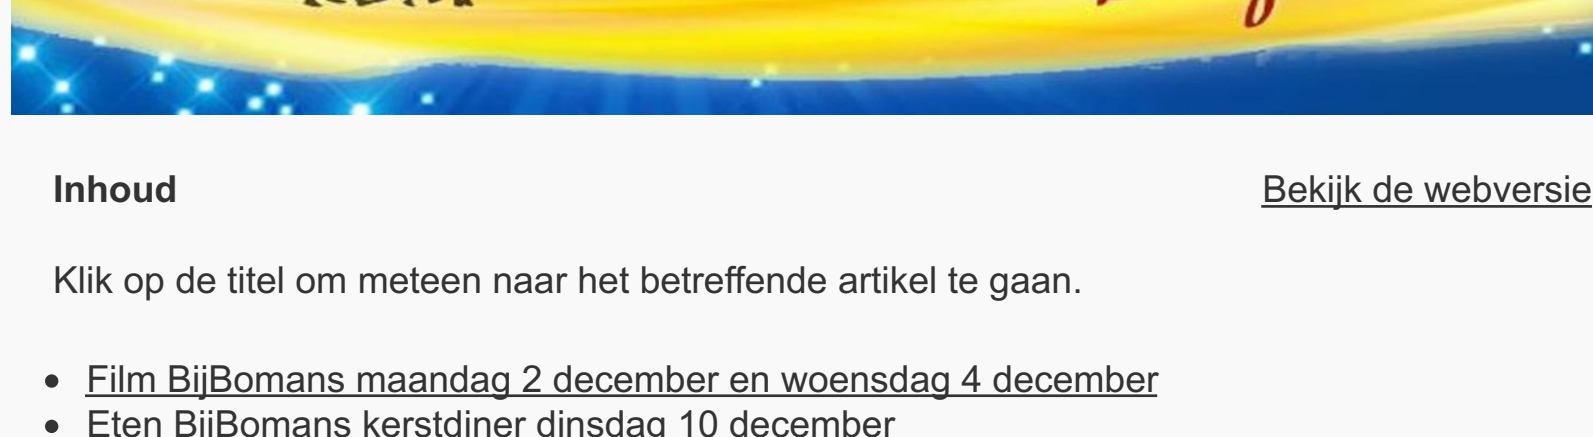 Inhoud
Bekijk de webversie
Klik op de titel om meteen naar het betreffende artikel te gaan.
• Film BijBomans maandag 2 december en woensdag 4 december
• Eten BijBomans kerstdiner dinsdag 10 december